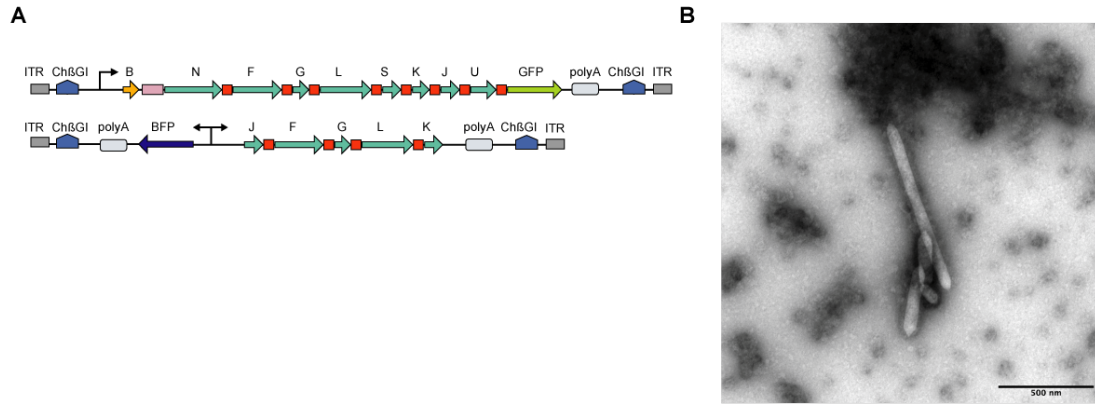 A
B
ITR ChßGI B N F G L S K J U GFP polyA ChßGI ITR
ITR ChßGI polyA BFP J F G L K polyA ChßGI ITR
500 nm